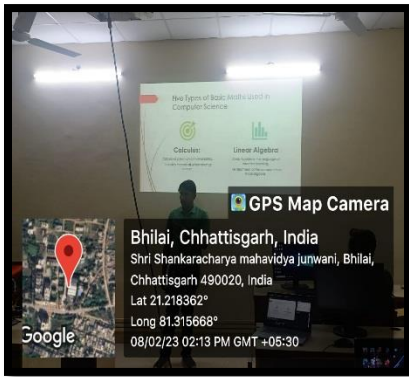 Five Types of Basic Maths Used in
Computer Science
Calculus:
Linear Algebra
GPS Map Camera
Bhilai, Chhattisgarh, India
Shri Shankaracharya mahavidya junwani, Bhilai,
Chhattisgarh 490020, India
Lat 21.218362°
Long 81.315668°
08/02/23 02:13 PM GMT +05:30
Google